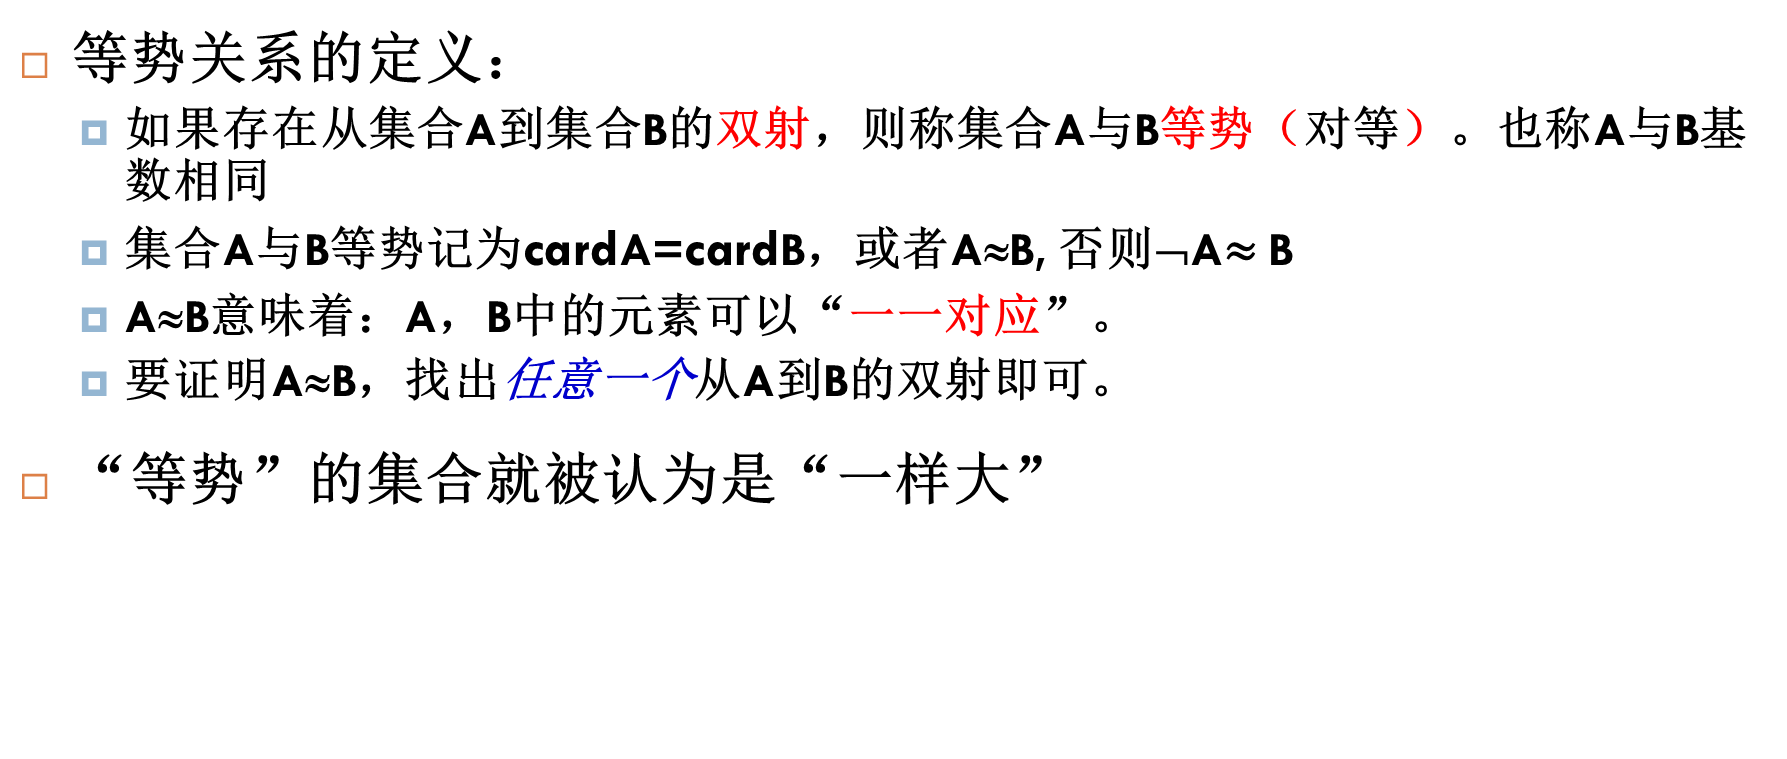 等势关系的定义：
如果存在从集合A到集合B的双射，则称集合A与B等势（对等）。也称A与B基
数相同
集合A与B等势记为cardA=cardB，或者A≈B, 否则¬A≈ B
A≈B意味着：A，B中的元素可以“一一对应”。
要证明A≈B，找出任意一个从A到B的双射即可。
“等势”的集合就被认为是“一样大”